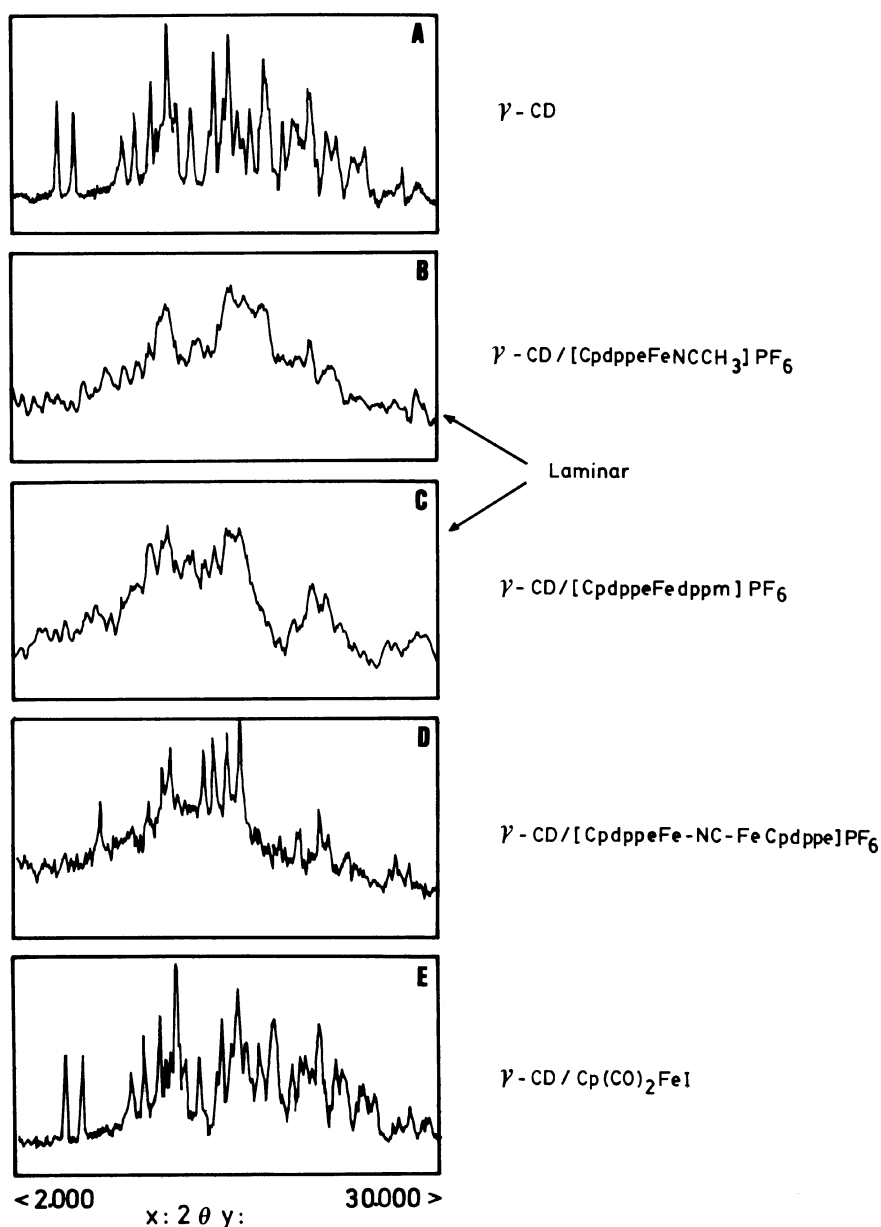 A
γ - CD
B
γ - CD / [CpdppeFeNCCH₃] PF₆
Laminar
C
γ - CD / [CpdppeFedppm] PF₆
D
γ - CD / [CpdppeFe-NC-FeCpdppe]PF₆
E
γ - CD / Cp(CO)₂FeI
< 2.000 30.000 >
x: 2 θ y: